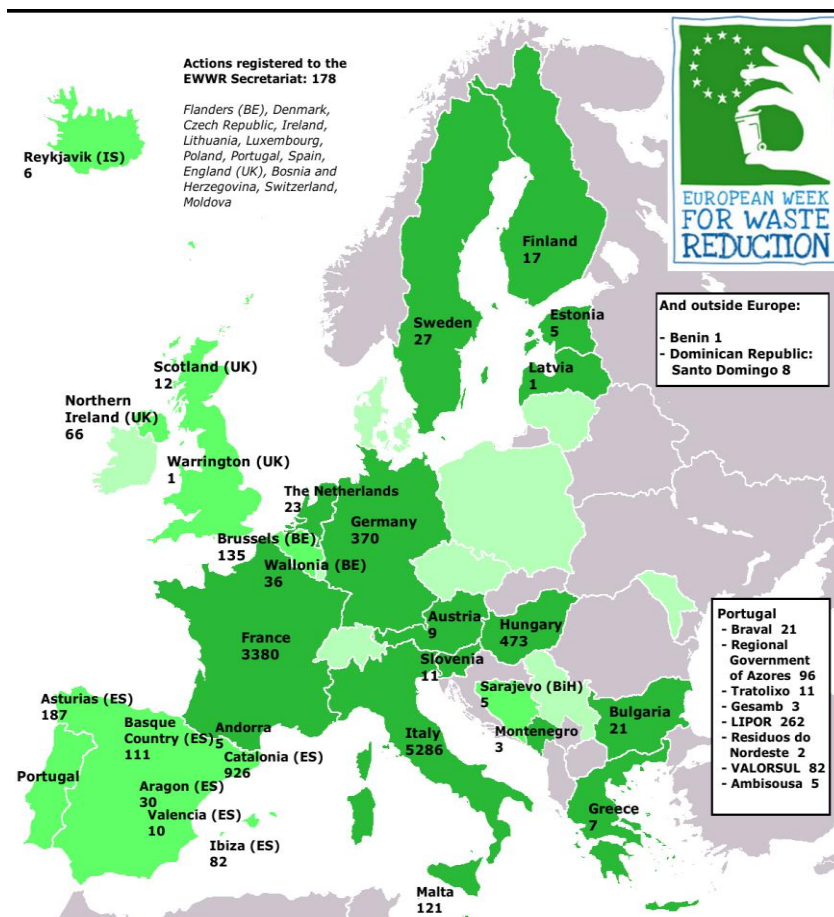 Actions registered to the
EWWR Secretariat: 178
Flanders (BE), Denmark,
Czech Republic, Ireland,
Lithuania, Luxembourg,
Poland, Portugal, Spain,
England (UK), Bosnia and
Herzegovina, Switzerland,
Moldova
EUROPEAN WEEK
FOR WASTE
REDUCTION
Reykjavik (IS)
6
Finland
17
Sweden
27
Estonia
5
Latvia
1
And outside Europe:
- Benin 1
- Dominican Republic:
Santo Domingo 8
Scotland (UK)
12
Northern
Ireland (UK)
66
Warrington (UK)
1
The Netherlands
23
Germany
370
Brussels (BE)
135
Wallonia (BE)
36
France
3380
Austria
9
Hungary
473
Slovenia
11
Sarajevo (BiH)
5
Bulgaria
21
Montenegro
3
Italy
5286
Greece
7
Malta
121
Asturias (ES)
187
Basque
Country (ES)
111
Andorra
5
Catalonia (ES)
926
Portugal
Aragon (ES)
30
Valencia (ES)
10
Ibiza (ES)
82
Portugal
- Braval 21
- Regional
Government
of Azores 96
- Tratolixo 11
- Gesamb 3
- LIPOR 262
- Residuos do
Nordeste 2
- VALORSUL 82
- Ambisousa 5